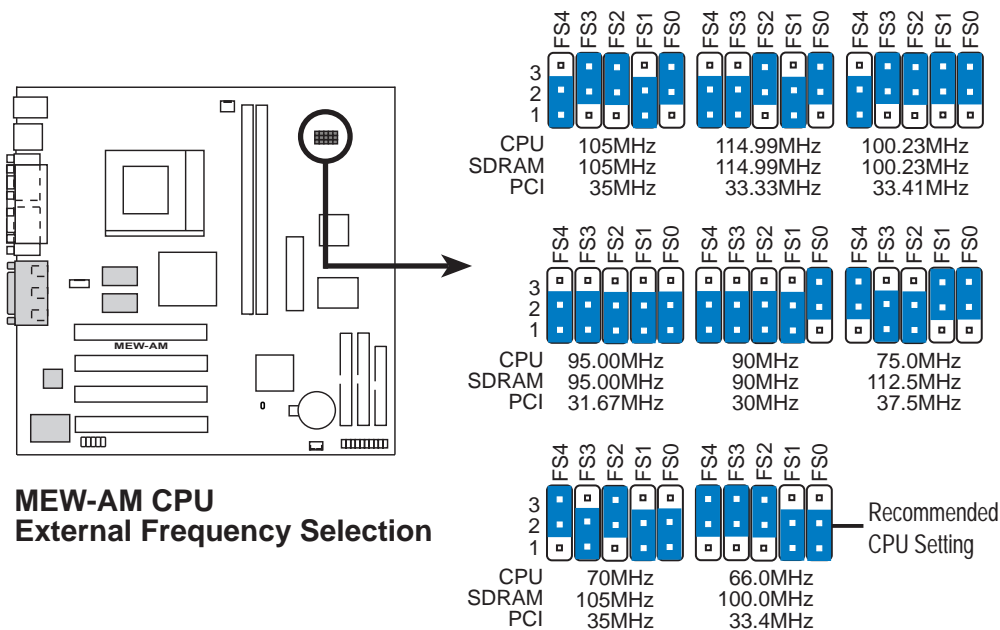 FS4 FS3 FS2 FS1 FS0 FS4 FS3 FS2 FS1 FS0 FS4 FS3 FS2 FS1 FS0
3
2
1
CPU 105MHz 114.99MHz 100.23MHz
SDRAM 105MHz 114.99MHz 100.23MHz
PCI 35MHz 33.33MHz 33.41MHz
FS4 FS3 FS2 FS1 FS0 FS4 FS3 FS2 FS1 FS0 FS4 FS3 FS2 FS1 FS0
3
2
1
CPU 95.00MHz 90MHz 75.0MHz
SDRAM 95.00MHz 90MHz 112.5MHz
PCI 31.67MHz 30MHz 37.5MHz
MEW-AM
FS4 FS3 FS2 FS1 FS0 FS4 FS3 FS2 FS1 FS0
3
2
1
Recommended
CPU Setting
CPU 70MHz 66.0MHz
SDRAM 105MHz 100.0MHz
PCI 35MHz 33.4MHz
MEW-AM CPU
External Frequency Selection